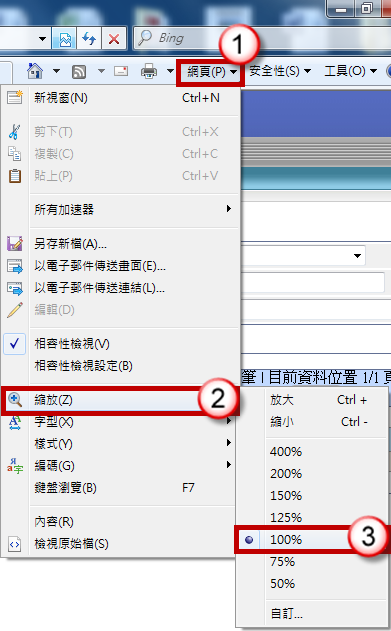 Bing
1
網頁(P) 安全性(S) 工具(O)
新視窗(N) Ctrl+N
剪下(T) Ctrl+X
複製(C) Ctrl+C
貼上(P) Ctrl+V
所有加速器
另存新檔(A)...
以電子郵件傳送畫面(E)...
以電子郵件傳送連結(L)...
編輯(D)
相容性檢視(V)
相容性檢視設定(B)
筆 | 目前資料位置 1/1 頁
縮放(Z) 2
字型(X)
樣式(Y)
編碼(G)
鍵盤瀏覽(B) F7
內容(R)
檢視原始檔(S)
放大 Ctrl +
縮小 Ctrl -
400%
200%
150%
125%
100% 3
75%
50%
自訂...